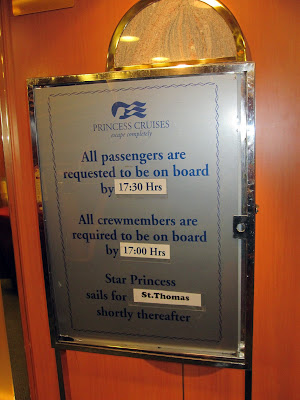 PRINCESS CRUISES
escape completely
All passengers are
requested to be on board
by 17:30 Hrs
All crewmembers are
required to be on board
by 17:00 Hrs
Star Princess
sails for St.Thomas
shortly thereafter